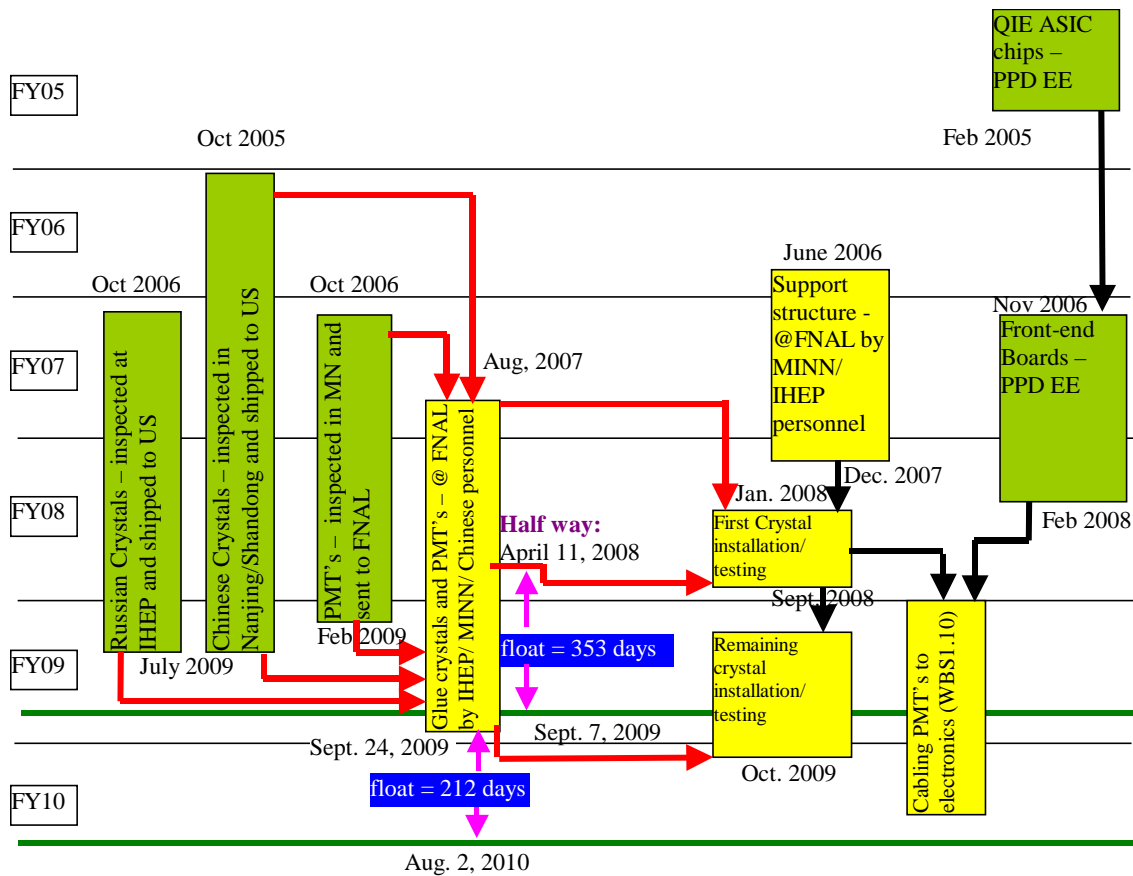 QIE ASIC
chips –
PPD EE
FY05
Oct 2005
Feb 2005
FY06
June 2006
Oct 2006
Oct 2006
Support
structure -
@FNAL by
MINN/
IHEP
personnel
Nov 2006
Front-end
Boards –
PPD EE
FY07
Aug, 2007
Russian Crystals – inspected at
IHEP and shipped to US
Chinese Crystals – inspected in
Nanjing/Shandong and shipped to US
PMT's – inspected in MN and
sent to FNAL
Glue crystals and PMT's – @ FNAL
by IHEP/ MINN/ Chinese personnel
Dec. 2007
Jan. 2008
FY08
First Crystal
installation/
testing
Feb 2008
Half way:
April 11, 2008
Sept. 2008
Feb 2009
July 2009
FY09
float = 353 days
Remaining
crystal
installation/
testing
Cabling PMT's to
electronics (WBS1.10)
Sept. 7, 2009
Sept. 24, 2009
Oct. 2009
float = 212 days
FY10
Aug. 2, 2010